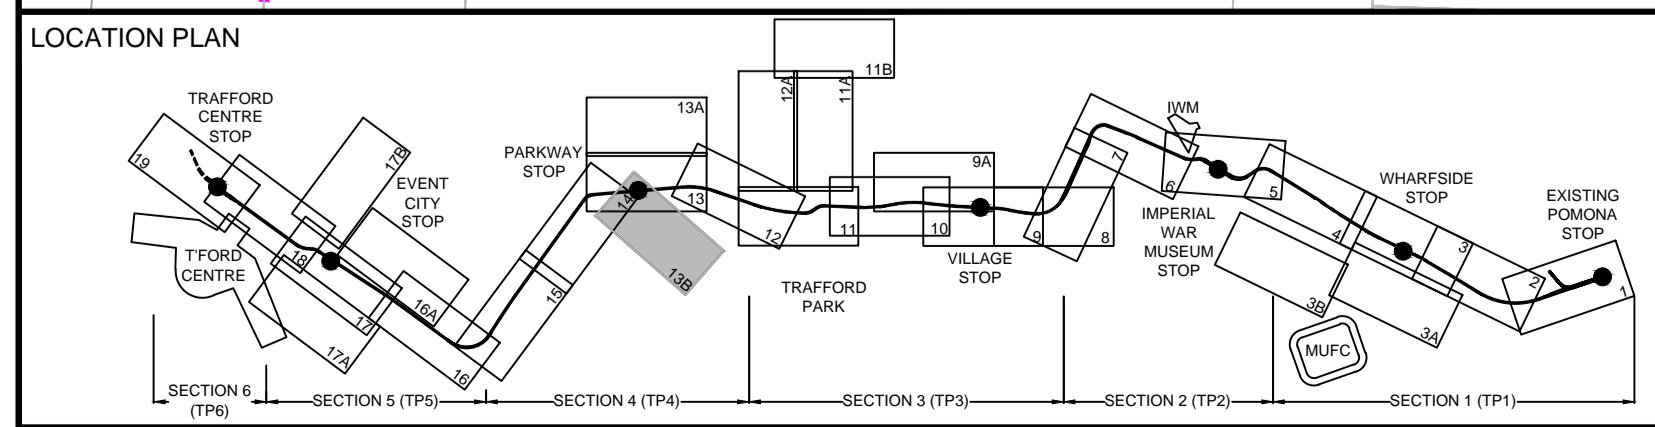 LOCATION PLAN
TRAFFORD
CENTRE
STOP
19
T'FORD
CENTRE
18
17B
EVENT
CITY
STOP
17
17A
16A
16
15
PARKWAY
STOP
14
13A
13
13B
12A
11A
11B
12
11
TRAFFORD
PARK
9A
10
VILLAGE
STOP
9
8
7
6
IWM
IMPERIAL
WAR
MUSEUM
STOP
5
4
WHARFSIDE
STOP
3
3B
3A
MUFC
2
EXISTING
POMONA
STOP
1
SECTION 6
(TP6)
SECTION 5 (TP5)
SECTION 4 (TP4)
SECTION 3 (TP3)
SECTION 2 (TP2)
SECTION 1 (TP1)